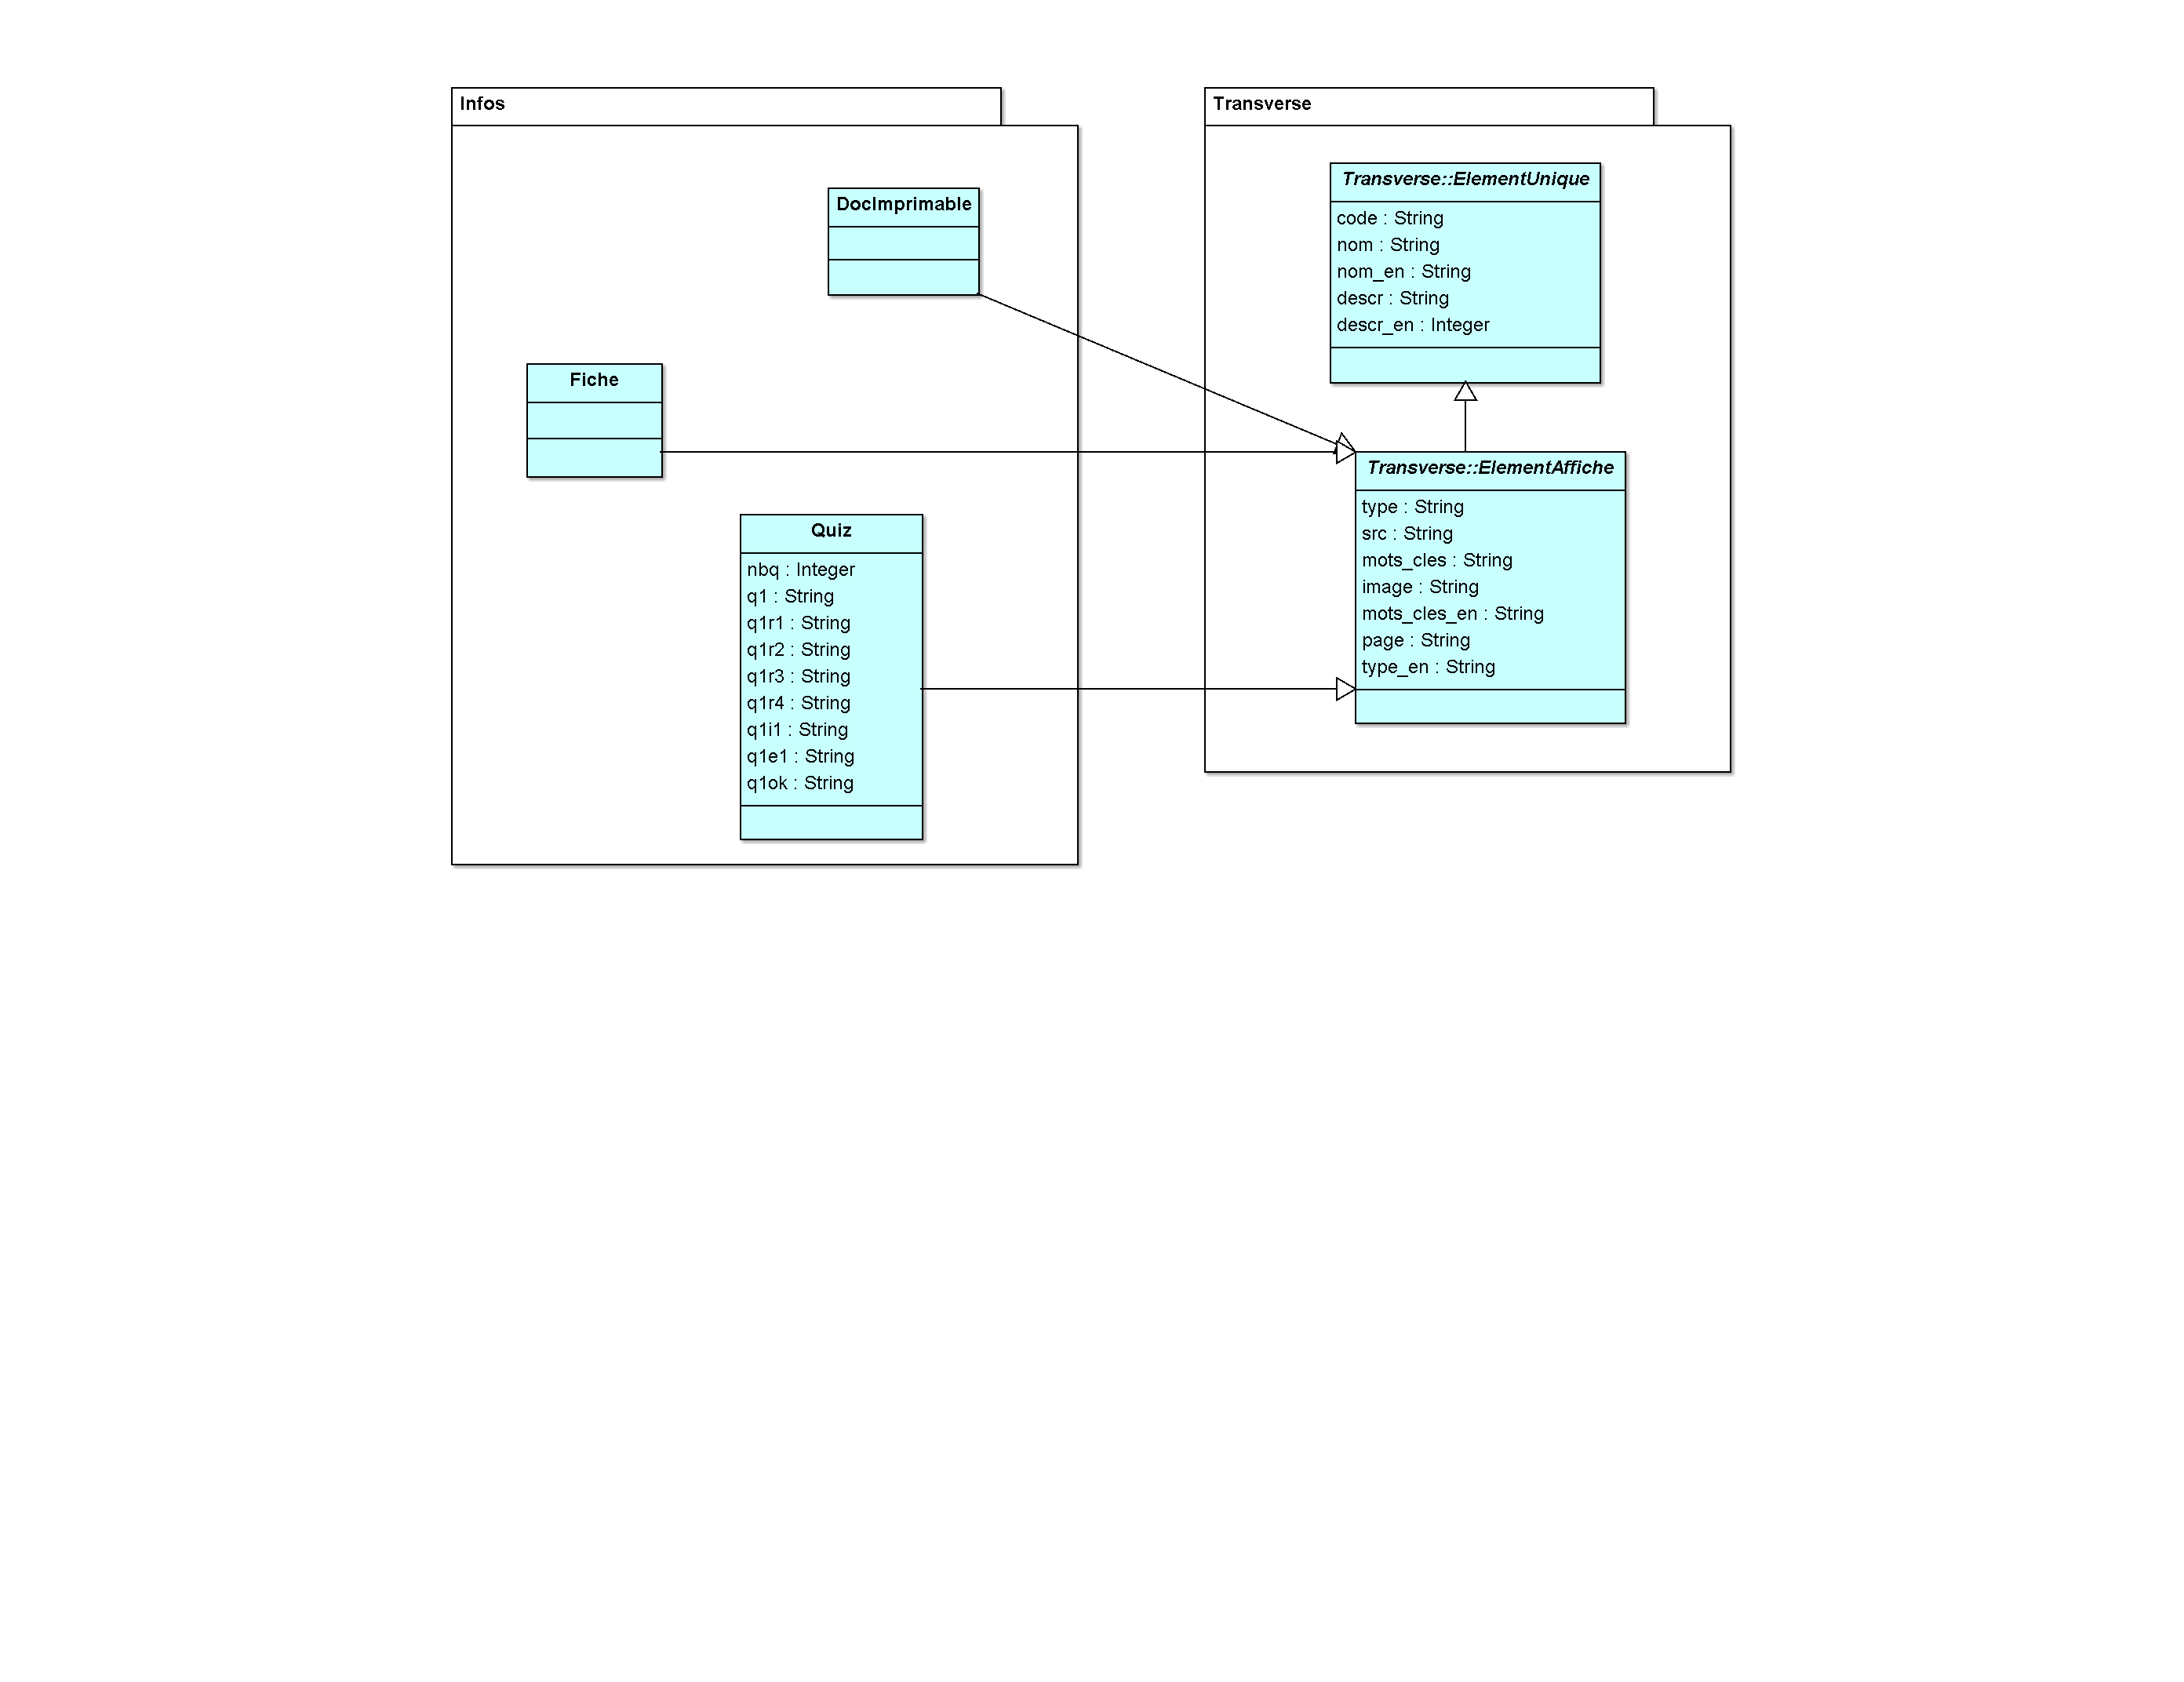 Infos
DocImprimable
Fiche
Quiz
nbq : Integer
q1 : String
q1r1 : String
q1r2 : String
q1r3 : String
q1r4 : String
q1i1 : String
q1e1 : String
q1ok : String
Transverse
Transverse::ElementUnique
code : String
nom : String
nom_en : String
descr : String
descr_en : Integer
Transverse::ElementAffiche
type : String
src : String
mots_cles : String
image : String
mots_cles_en : String
page : String
type_en : String